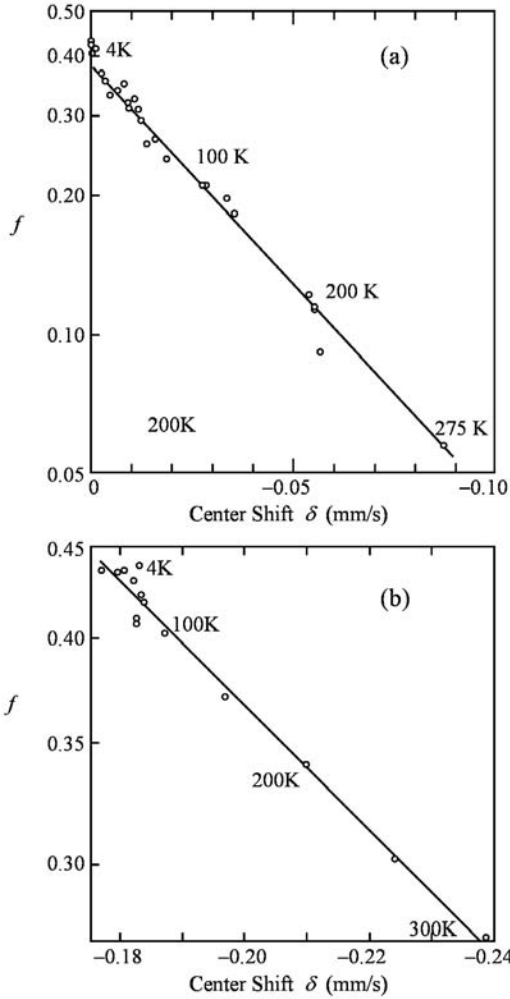 0.50
(a)
4K
0.40
0.30
100 K
0.20
f
200 K
0.10
200K
275 K
0.05
0 −0.05 −0.10
Center Shift δ (mm/s)
0.45
4K
(b)
100K
0.40
f
0.35
200K
0.30
300K
−0.18 −0.20 −0.22 −0.24
Center Shift δ (mm/s)